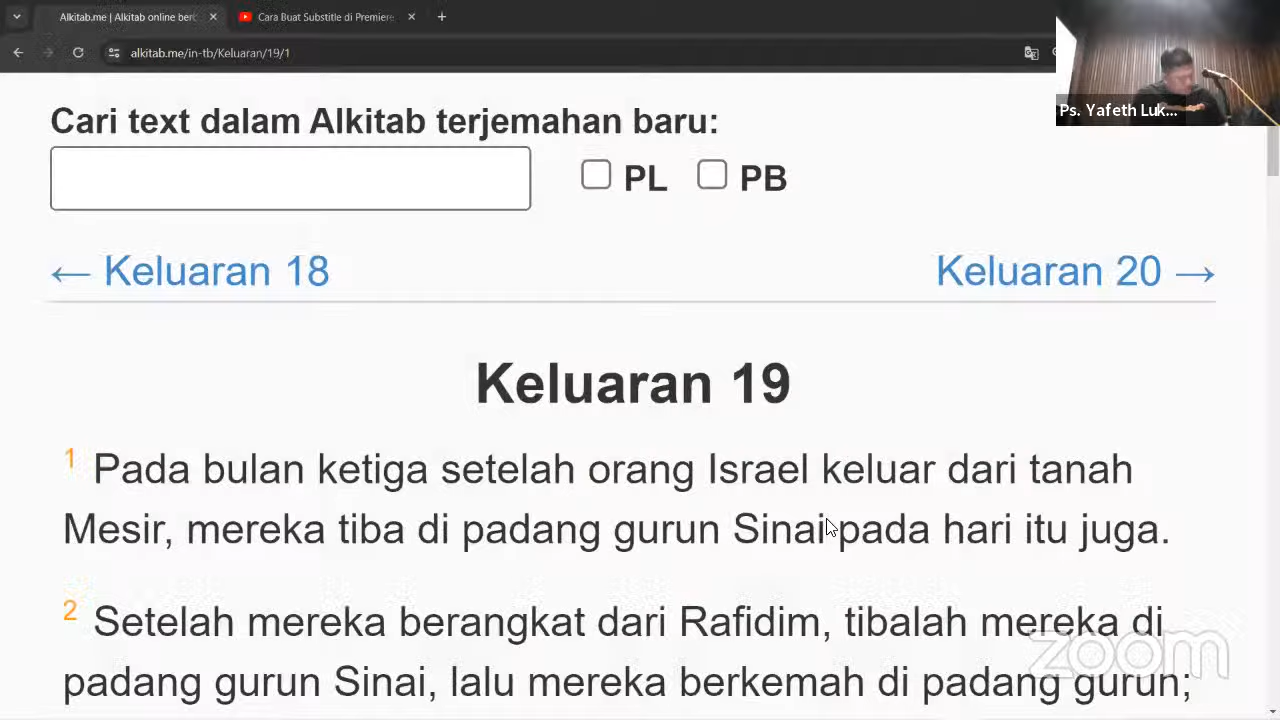 Alkitab.me | Alkitab online ber
Cara Buat Substitle di Premiere
alkitab.me/in-tb/Keluaran/19/1
Ps. Yafeth Luk...
Cari text dalam Alkitab terjemahan baru:
PL PB
← Keluaran 18 Keluaran 20 →
Keluaran 19
1 Pada bulan ketiga setelah orang Israel keluar dari tanah
Mesir, mereka tiba di padang gurun Sinai pada hari itu juga.
2 Setelah mereka berangkat dari Rafidim, tibalah mereka di
padang gurun Sinai, lalu mereka berkemah di padang gurun;
zoom